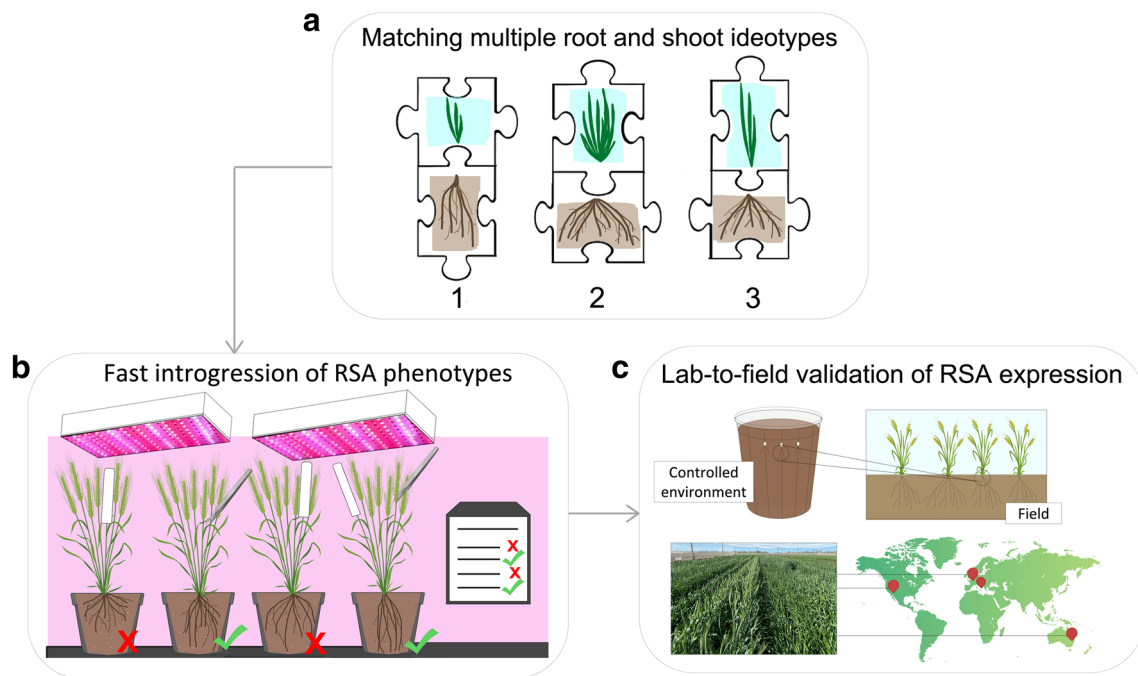 a
Matching multiple root and shoot ideotypes
1
2
3
b
Fast introgression of RSA phenotypes
X
X
X
X
c
Lab-to-field validation of RSA expression
Controlled
environment
Field